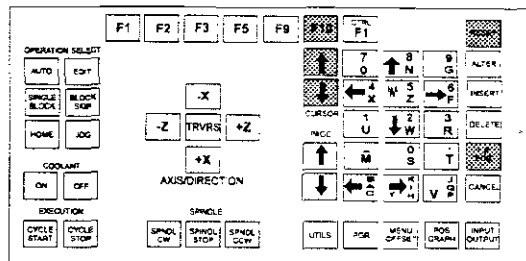 F1 F2 F3 F5 F9 F10 CTRL F1 RESET
OPERATION SELECT
AUTO EDIT
SINGLE BLOCK BLOCK SKIP
HOME JOG
COOLANT
ON OFF
EXECUTION
CYCLE START CYCLE STOP
-X
-Z TRVRS +Z
+X
AXIS/DIRECTION
SPINDLE
SPNDL CW SPNDL STOP SPNDL CCW
7 O 8 N 9 G ALTER
4 X 5 Z 6 F INSERT
CURSOR
1 U 2 W 3 R DELETE
PAGE
M 0 S T
CANCEL
UTILS PGR MENU OFFSET POS GRAPH INPUT OUTPUT